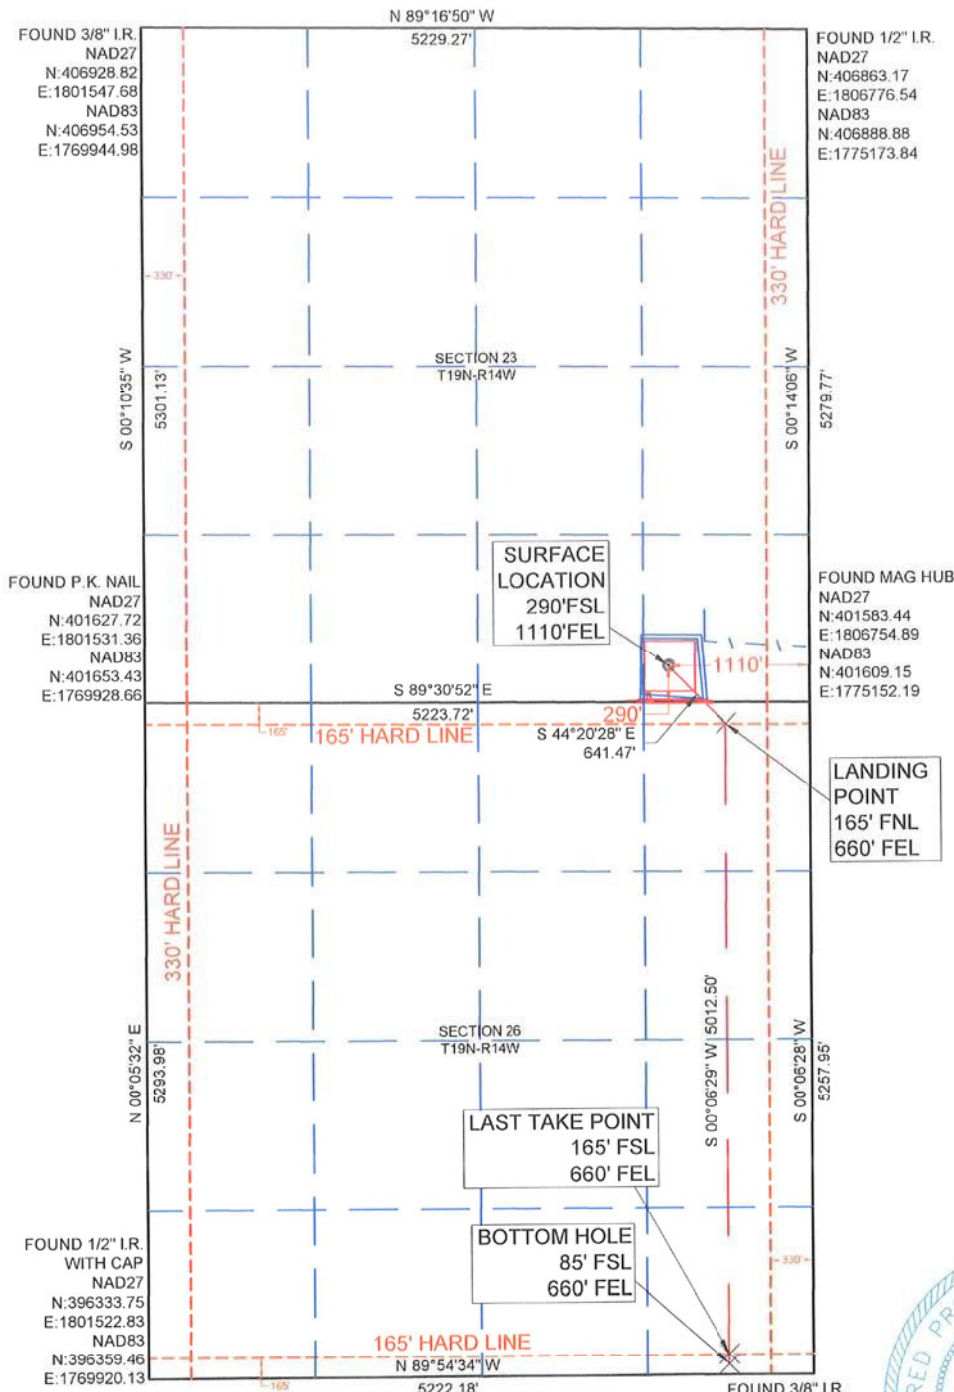 N 89°16'50" W
5229.27'
FOUND 3/8" I.R.
NAD27
N:406928.82
E:1801547.68
NAD83
N:406954.53
E:1769944.98
FOUND 1/2" I.R.
NAD27
N:406863.17
E:1806776.54
NAD83
N:406888.88
E:1775173.84
330' HARD LINE
330'
SECTION 23
T19N-R14W
S 00°10'35" W
5301.13'
S 00°14'06" W
5279.77'
SURFACE
LOCATION
290'FSL
1110'FEL
FOUND P.K. NAIL
NAD27
N:401627.72
E:1801531.36
NAD83
N:401653.43
E:1769928.66
FOUND MAG HUB
NAD27
N:401583.44
E:1806754.89
NAD83
N:401609.15
E:1775152.19
1110'
S 89°30'52" E
5223.72'
290'
165'
165' HARD LINE
S 44°20'28" E
641.47'
LANDING
POINT
165' FNL
660' FEL
330' HARD LINE
SECTION 26
T19N-R14W
N 00°05'32" E
5293.98'
S 00°06'29" W 5012.50'
S 00°06'28" W
5257.95'
LAST TAKE POINT
165' FSL
660' FEL
BOTTOM HOLE
85' FSL
660' FEL
330'
FOUND 1/2" I.R.
WITH CAP
NAD27
N:396333.75
E:1801522.83
NAD83
N:396359.46
E:1769920.13
165' HARD LINE
N 89°54'34" W
165'
5222.18'
FOUND 3/8" I.R.
RED PR